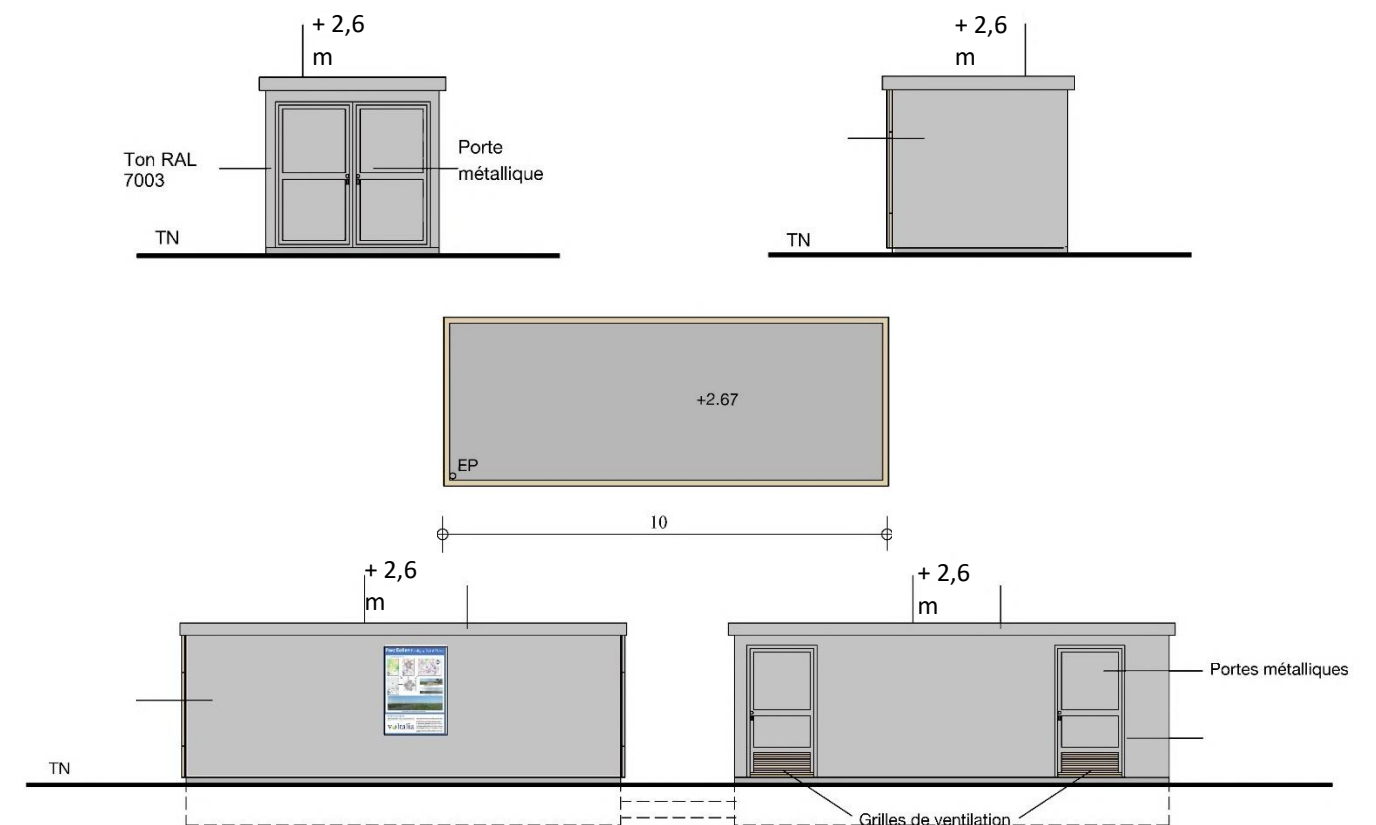 + 2,6
m
+ 2,6
m
Ton RAL
7003
Porte
métallique
TN
TN
+2.67
EP
10
+ 2,6
m
+ 2,6
m
voltalia
Portes métalliques
TN
Grilles de ventilation